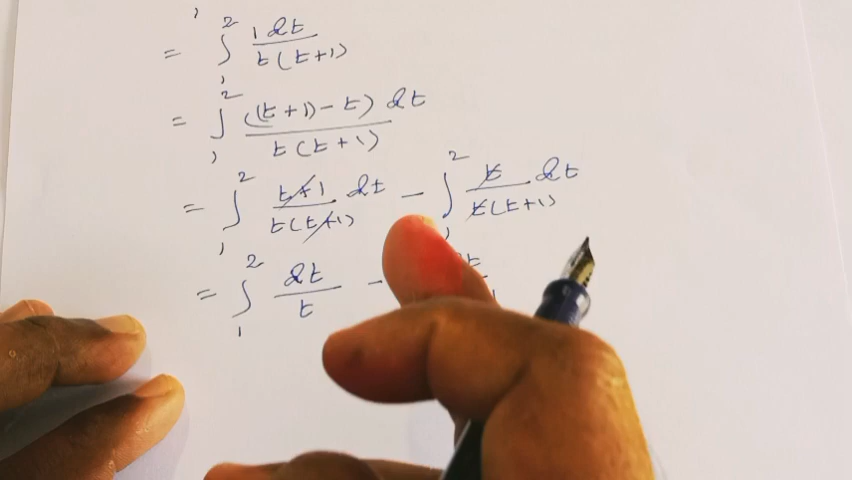 = ∫₁² 1 dt / t(t+1)
= ∫₁² ((t+1)-t) dt / t(t+1)
= ∫₁² t+1 / t(t+1) dt - ∫₁² t / t(t+1) dt
= ∫₁² dt / t -